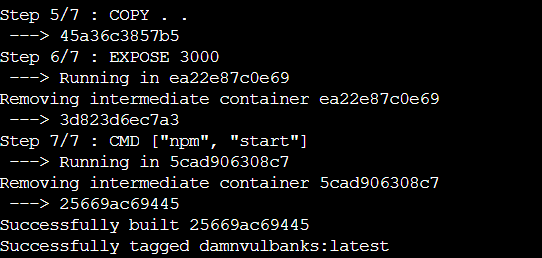 Step 5/7 : COPY . .
 ---> 45a36c3857b5
Step 6/7 : EXPOSE 3000
 ---> Running in ea22e87c0e69
Removing intermediate container ea22e87c0e69
 ---> 3d823d6ec7a3
Step 7/7 : CMD ["npm", "start"]
 ---> Running in 5cad906308c7
Removing intermediate container 5cad906308c7
 ---> 25669ac69445
Successfully built 25669ac69445
Successfully tagged damnvulbanks:latest